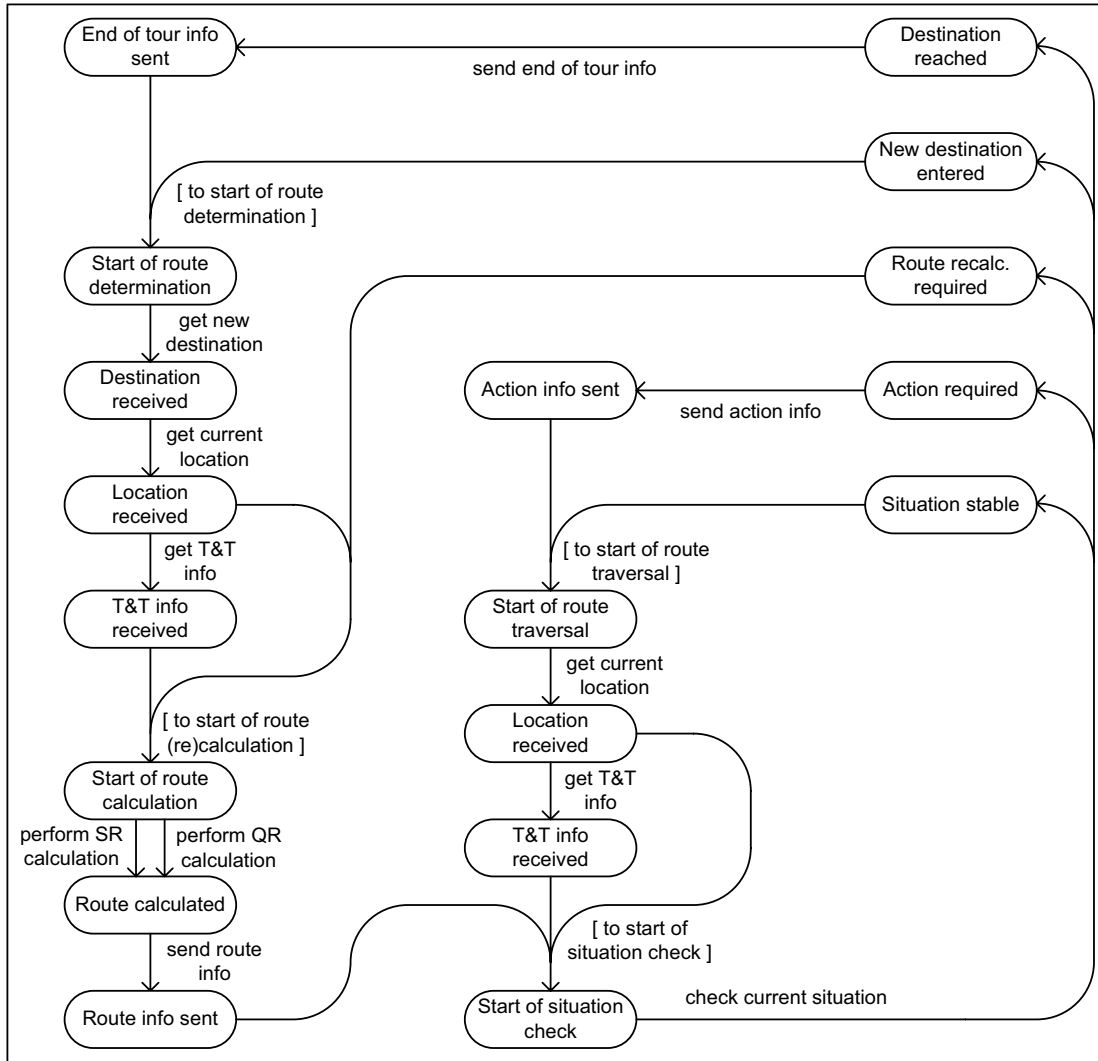 End of tour info
sent
Destination
reached
send end of tour info
New destination
entered
[ to start of route
determination ]
Start of route
determination
Route recalc.
required
get new
destination
Destination
received
Action info sent
Action required
send action info
get current
location
Location
received
Situation stable
get T&T
info
[ to start of route
traversal ]
T&T info
received
Start of route
traversal
get current
location
[ to start of route
(re)calculation ]
Location
received
Start of route
calculation
get T&T
info
perform SR
calculation
perform QR
calculation
T&T info
received
Route calculated
[ to start of
situation check ]
send route
info
Route info sent
Start of situation
check
check current situation